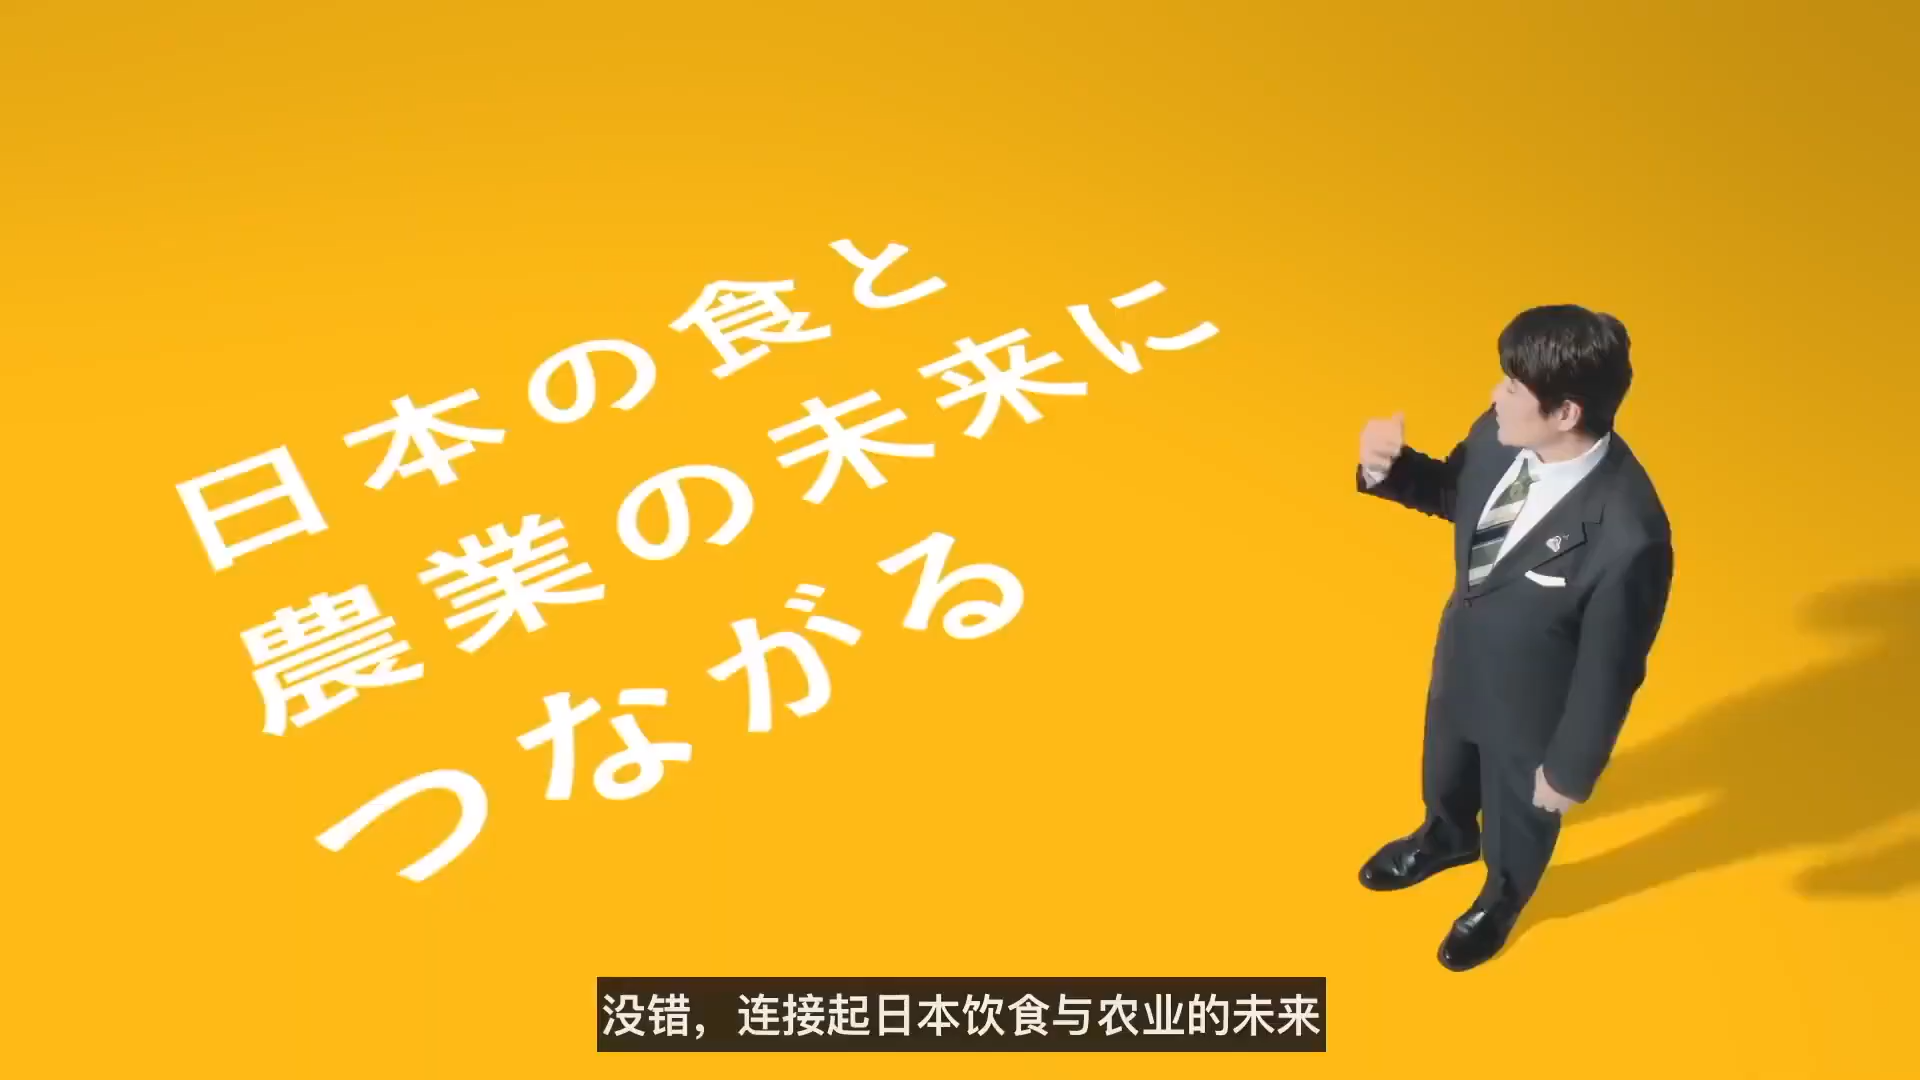 日本の食と
農業の未来に
つながる
没错，连接起日本饮食与农业的未来